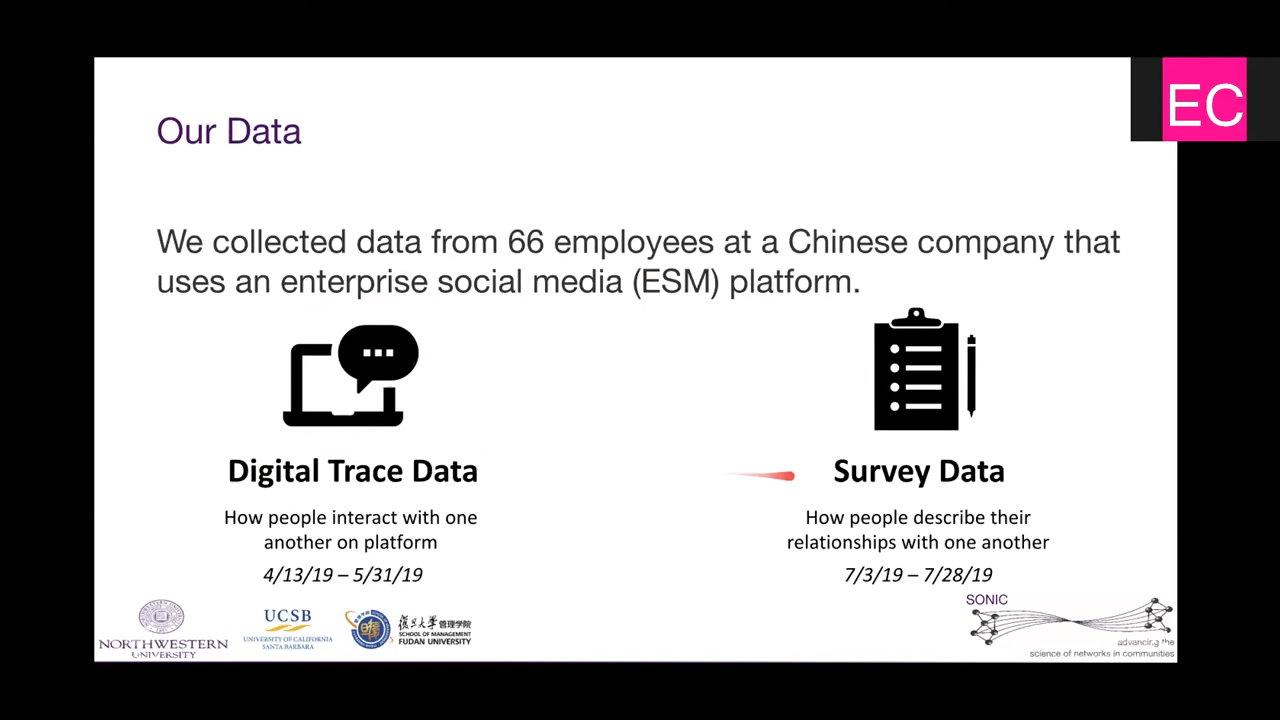 EC
Our Data
We collected data from 66 employees at a Chinese company that
uses an enterprise social media (ESM) platform.
Digital Trace Data
How people interact with one
another on platform
4/13/19 – 5/31/19
Survey Data
How people describe their
relationships with one another
7/3/19 – 7/28/19
NORTHWESTERN
UNIVERSITY
UCSB
UNIVERSITY OF CALIFORNIA
SANTA BARBARA
復旦大學 管理学院
SCHOOL OF MANAGEMENT
FUDAN UNIVERSITY
SONIC
advancing the
science of networks in communities